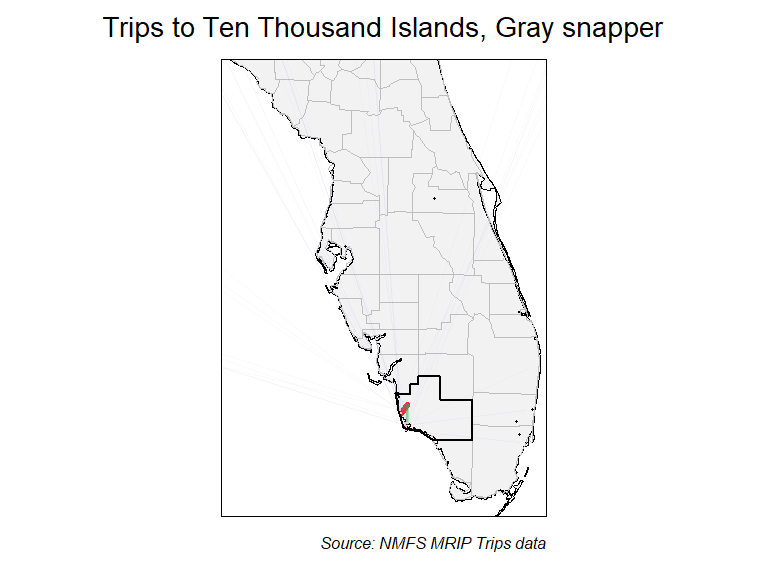 Trips to Ten Thousand Islands, Gray snapper
Source: NMFS MRIP Trips data